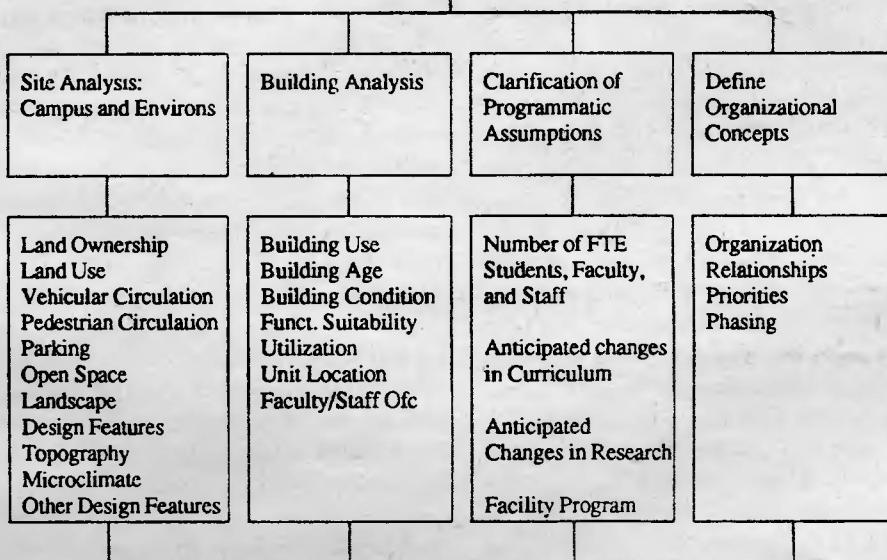 Site Analysis:
Campus and Environs
Building Analysis
Clarification of
Programmatic
Assumptions
Define
Organizational
Concepts
Land Ownership
Land Use
Vehicular Circulation
Pedestrian Circulation
Parking
Open Space
Landscape
Design Features
Topography
Microclimate
Other Design Features
Building Use
Building Age
Building Condition
Funct. Suitability
Utilization
Unit Location
Faculty/Staff Ofc
Number of FTE
Students, Faculty,
and Staff
Anticipated changes
in Curriculum
Anticipated
Changes in Research
Facility Program
Organization
Relationships
Priorities
Phasing